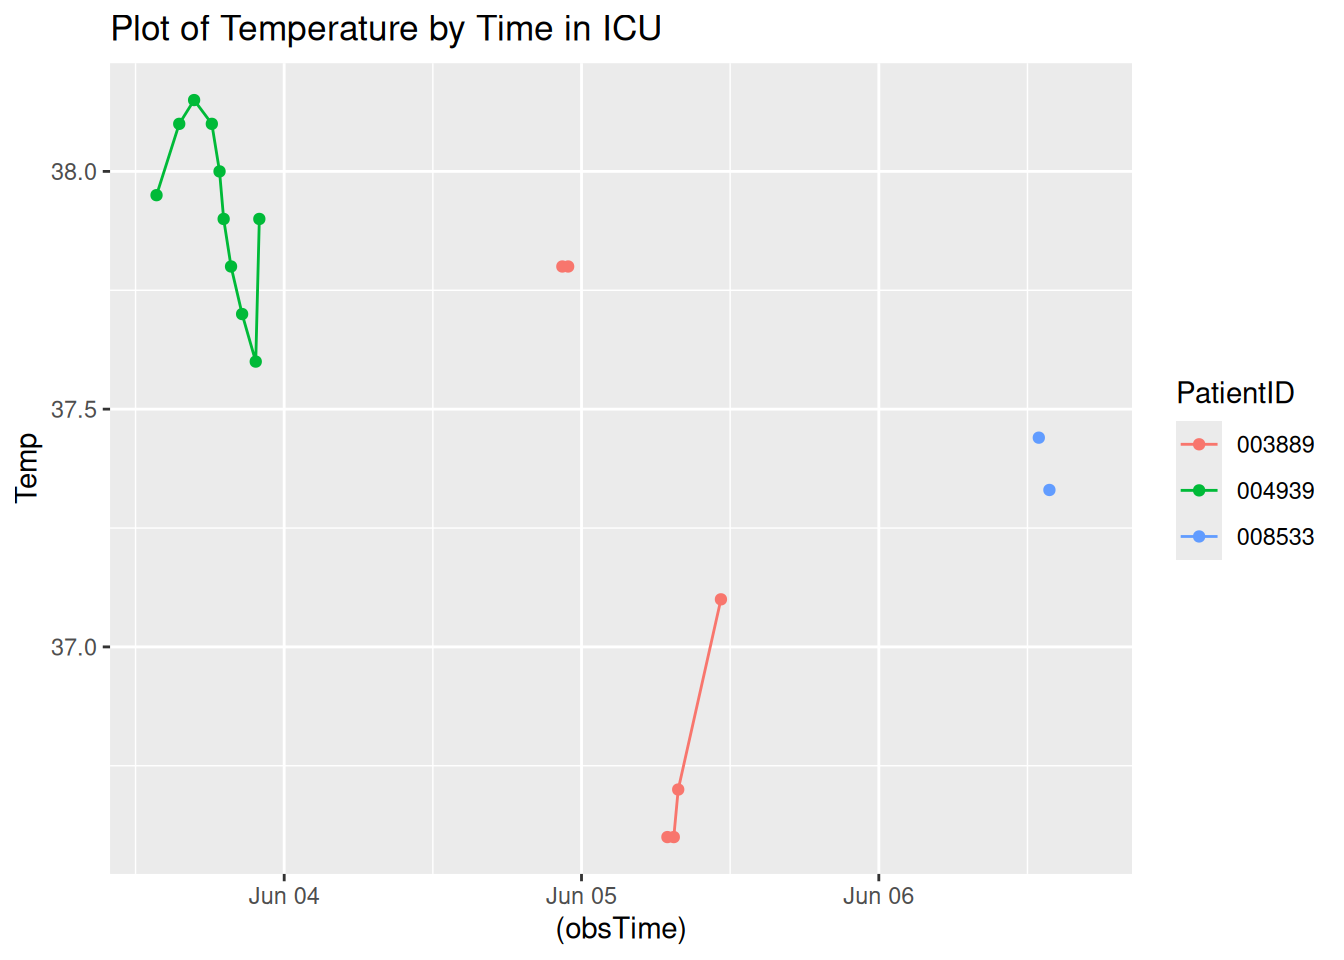 Plot of Temperature by Time in ICU
38.0
37.5
37.0
Temp
Jun 04
Jun 05
Jun 06
(obsTime)
PatientID
003889
004939
008533